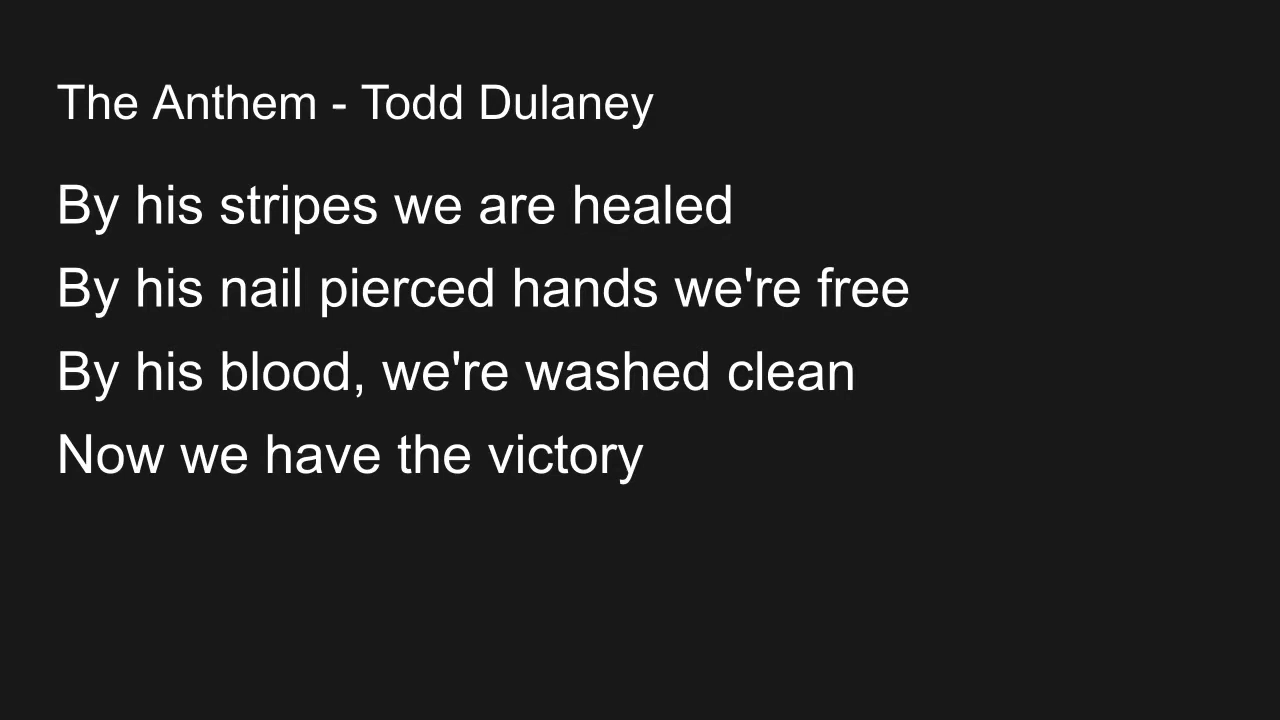 The Anthem - Todd Dulaney
By his stripes we are healed
By his nail pierced hands we're free
By his blood, we're washed clean
Now we have the victory